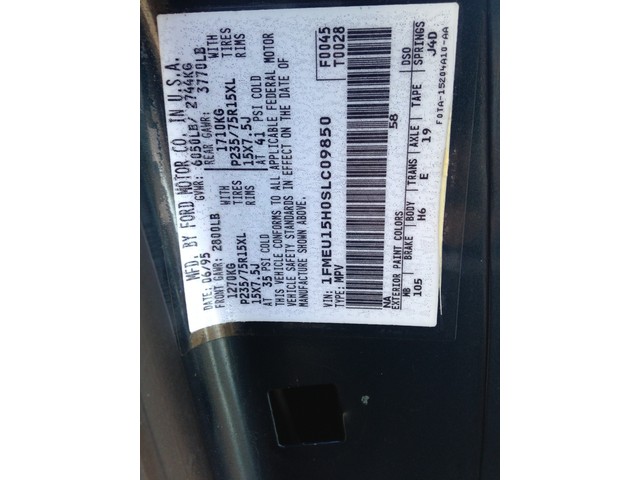 MFD. BY FORD MOTOR CO. IN U.S.A.
DATE: 06/95 GVWR: 6050LB/ 2744KG
FRONT GAWR: 2800LB REAR GAWR: 3770LB
1270KG WITH 1710KG WITH
P235/75R15XL TIRES P235/75R15XL TIRES
15X7.5J RIMS 15X7.5J RIMS
AT 35 PSI COLD AT 41 PSI COLD
THIS VEHICLE CONFORMS TO ALL APPLICABLE FEDERAL MOTOR
VEHICLE SAFETY STANDARDS IN EFFECT ON THE DATE OF
MANUFACTURE SHOWN ABOVE.
VIN: 1FMEU15H0SLC09850 F0045
TYPE: MPV T0028
58
NA
EXTERIOR PAINT COLORS DSO
WB BRAKE BODY TRANS AXLE TAPE SPRINGS
105 H6 E 19 J4D
F0TA-15204A10-AA